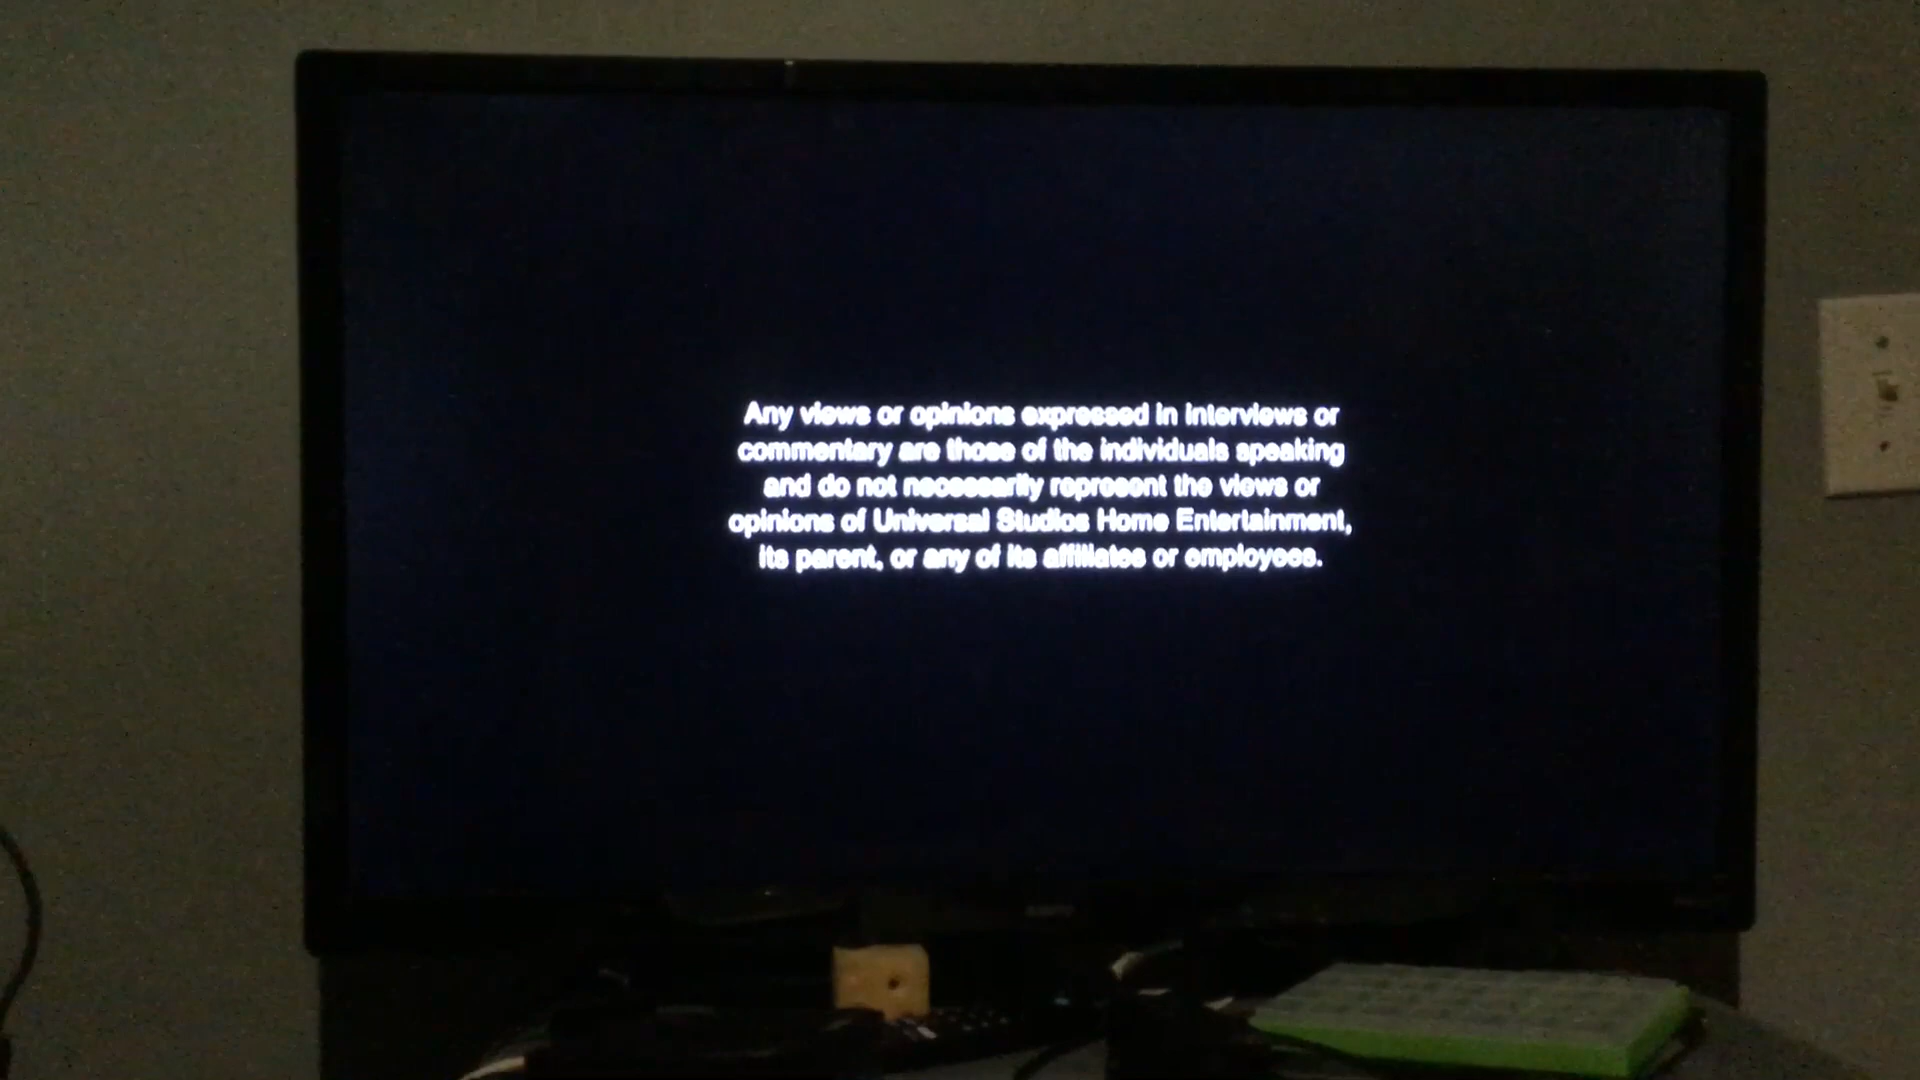 Any views or opinions expressed in interviews or
commentary are those of the individuals speaking
and do not necessarily represent the views or
opinions of Universal Studios Home Entertainment,
its parent, or any of its affiliates or employees.